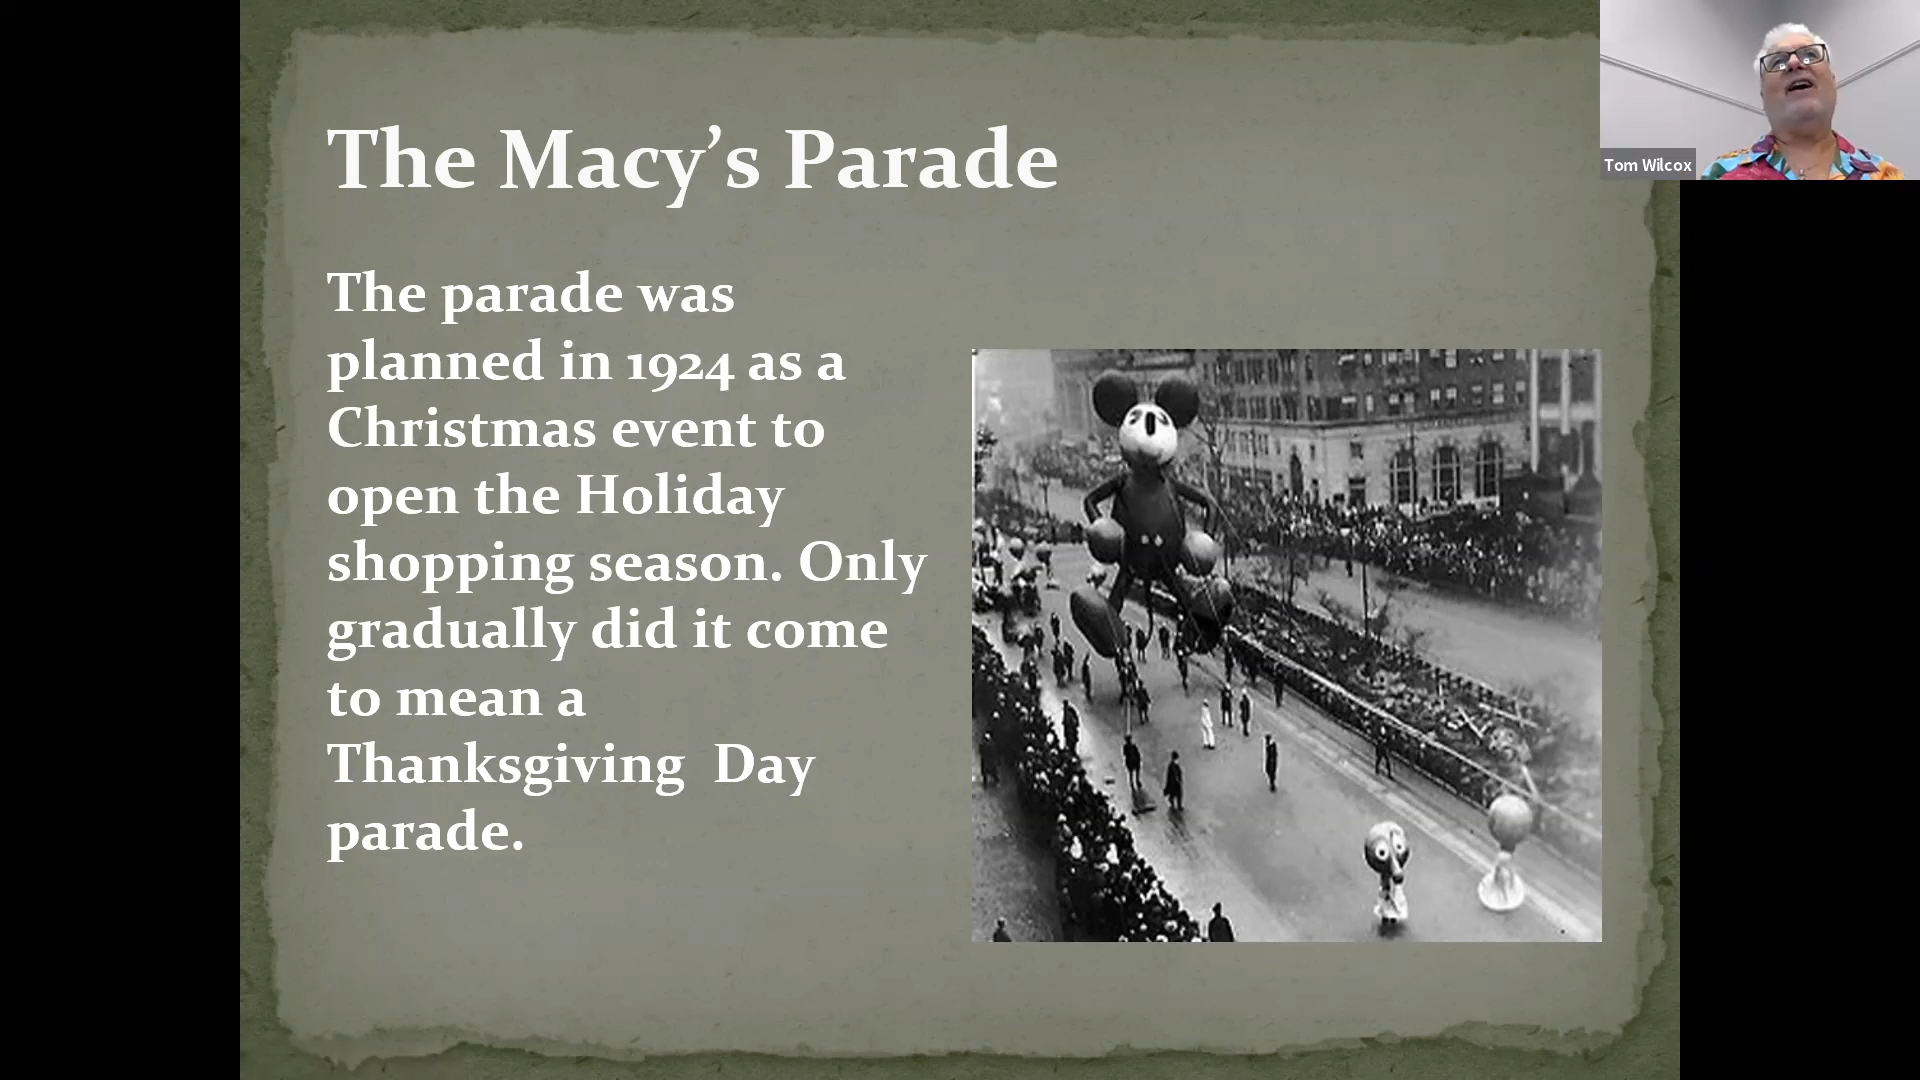 The Macy’s Parade
The parade was
planned in 1924 as a
Christmas event to
open the Holiday
shopping season. Only
gradually did it come
to mean a
Thanksgiving  Day
parade.
Tom Wilcox